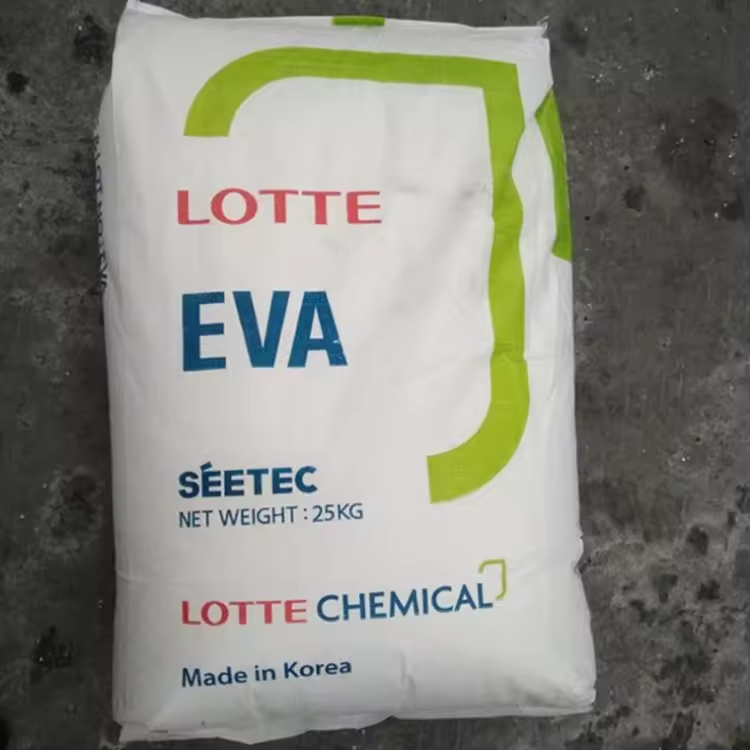 LOTTE
EVA
SÉETEC
NET WEIGHT : 25KG
LOTTE CHEMICAL
Made in Korea